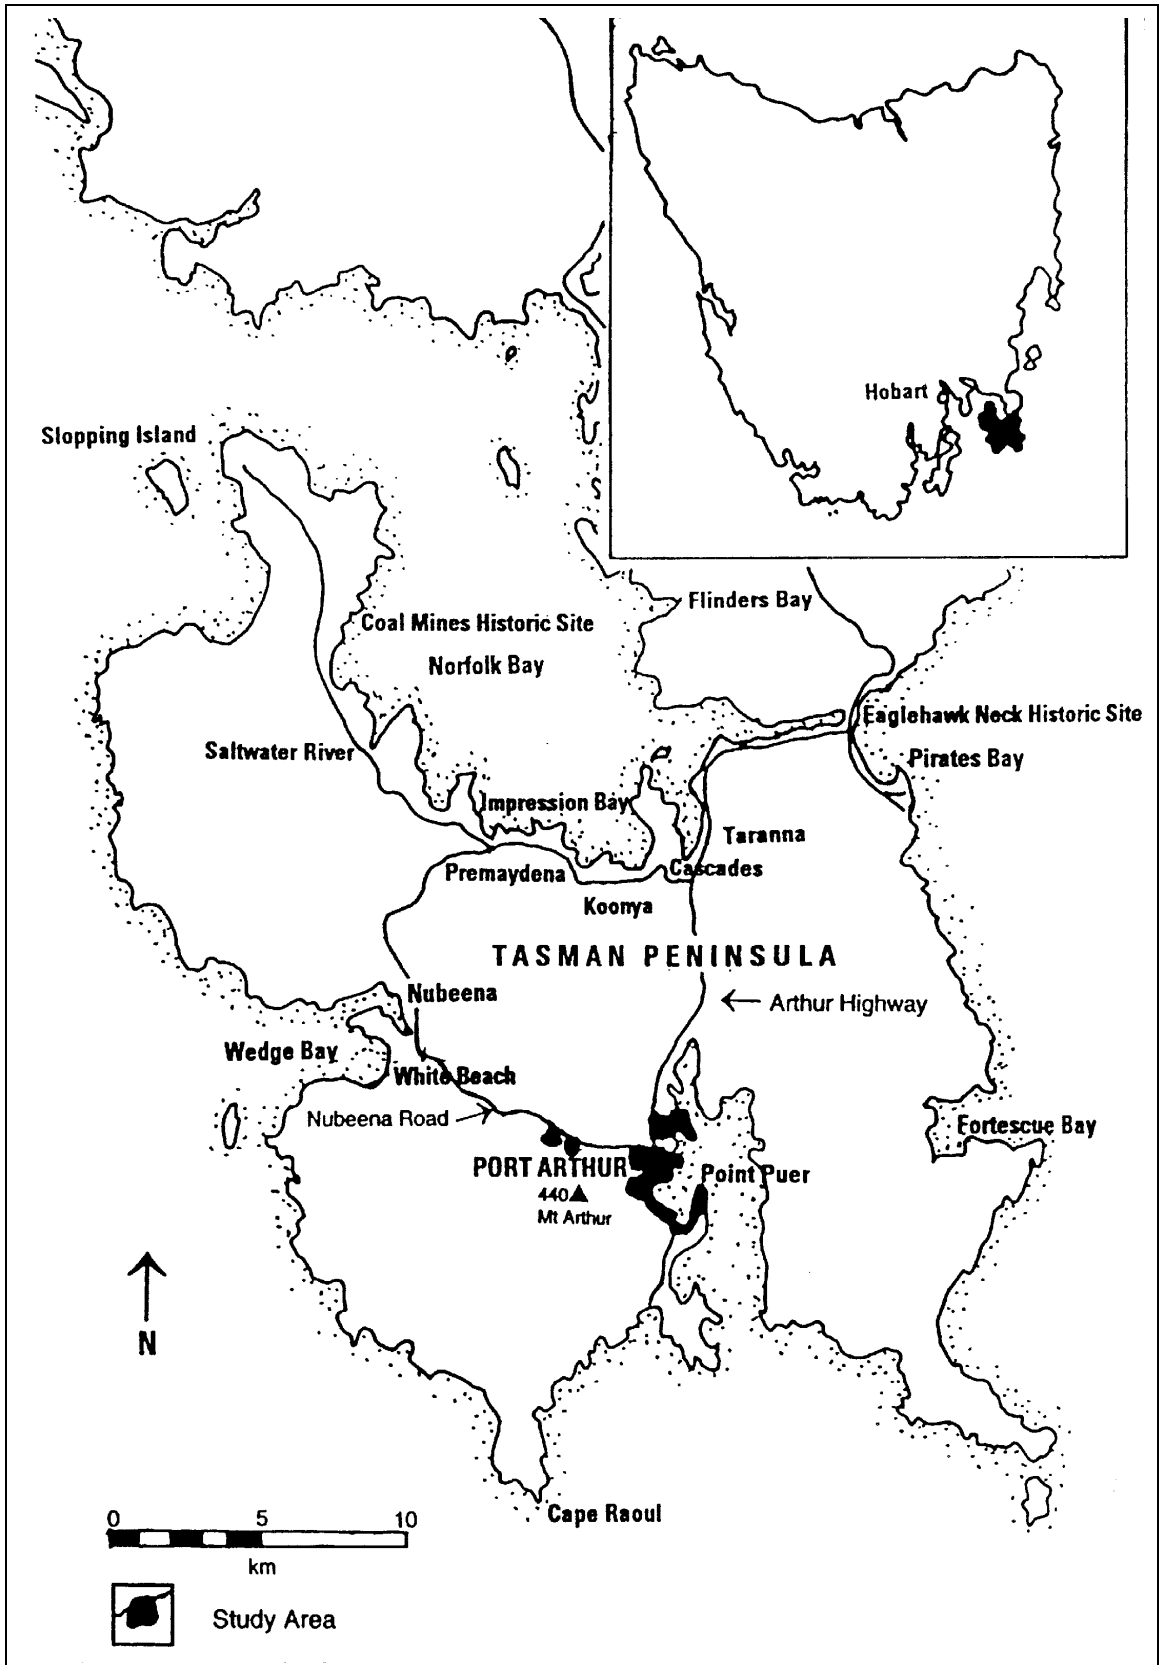 Hobart
Slopping Island
Flinders Bay
Coal Mines Historic Site
Norfolk Bay
Eaglehawk Neck Historic Site
Saltwater River
Pirates Bay
Impression Bay
Taranna
Premaydena
Cascades
Koonya
TASMAN PENINSULA
Nubeena
Arthur Highway
Wedge Bay
White Beach
Nubeena Road
Fortescue Bay
PORT ARTHUR
Point Puer
440
Mt Arthur
N
Cape Raoul
0 5 10
km
Study Area